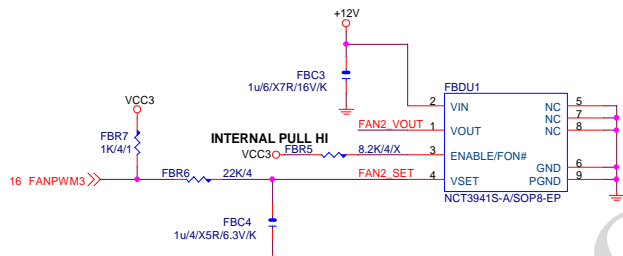 +12V
FBC3
1u/6/X7R/16V/K
FBDU1
VCC3
FBR7
1K/4/1
2 VIN NC 5
NC 7
FAN2_VOUT 1 VOUT NC 8
INTERNAL PULL HI
VCC3 FBR5 8.2K/4/X 3 ENABLE/FON#
GND 6
16 FANPWM3 FBR6 22K/4 FAN2_SET 4 VSET PGND 9
NCT3941S-A/SOP8-EP
FBC4
1u/4/X5R/6.3V/K